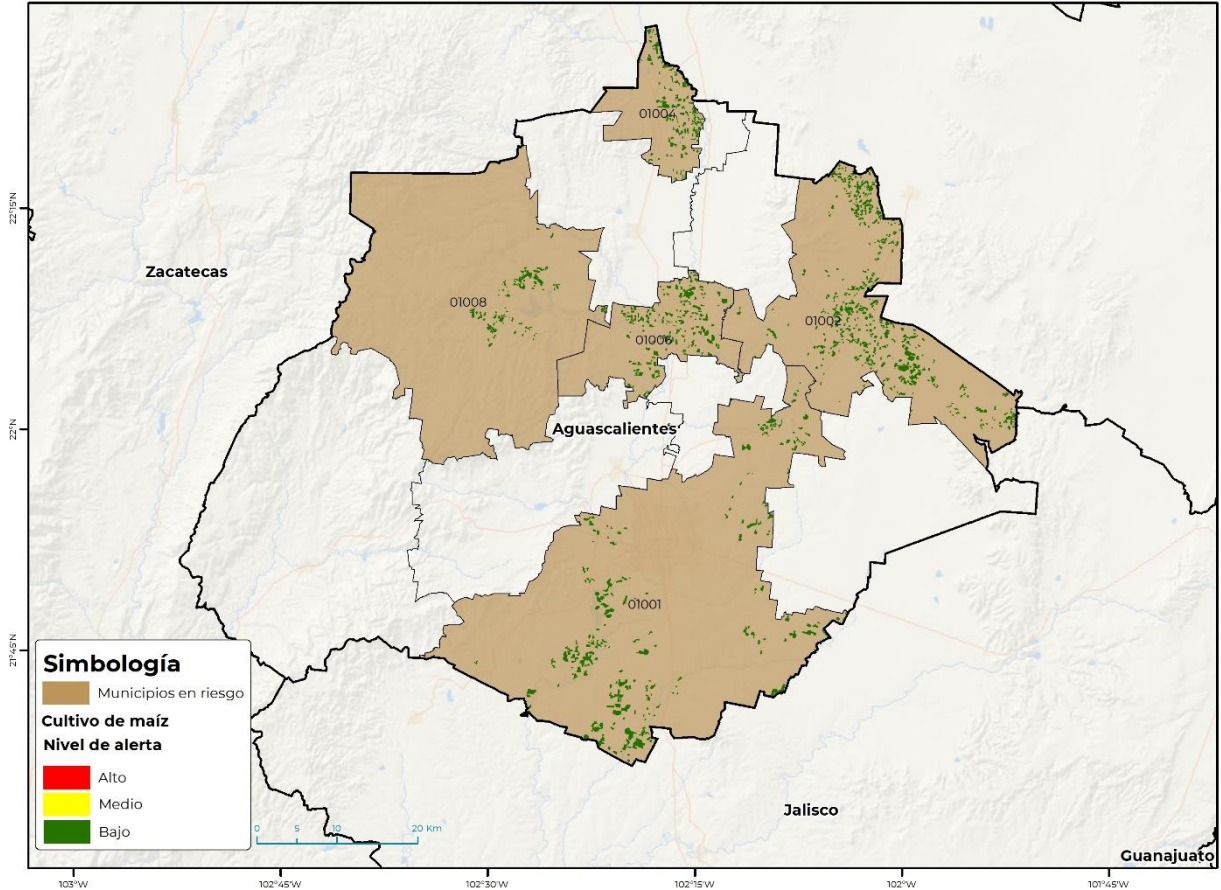 01004
22°15'N
Zacatecas
01008
01002
01006
22°N
Aguascalientes
01001
21°45'N
Simbología
Municipios en riesgo
Cultivo de maíz
Nivel de alerta
Alto
Medio
Bajo
0 5 10 20 Km
Jalisco
Guanajuato
103°W 102°45'W 102°30'W 102°15'W 102°W 101°45'W